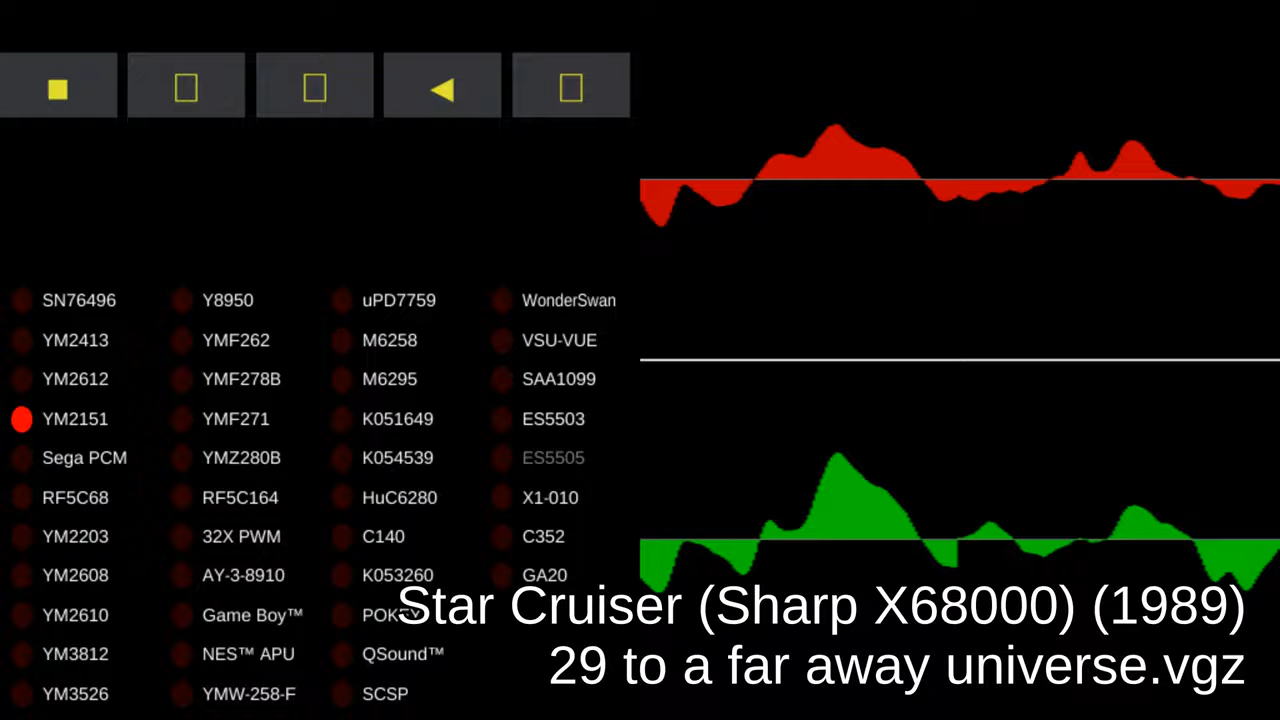 SN76496 Y8950 uPD7759 WonderSwan
YM2413 YMF262 M6258 VSU-VUE
YM2612 YMF278B M6295 SAA1099
YM2151 YMF271 K051649 ES5503
Sega PCM YMZ280B K054539 ES5505
RF5C68 RF5C164 HuC6280 X1-010
YM2203 32X PWM C140 C352
YM2608 AY-3-8910 K053260 GA20
YM2610 Game Boy™ POKEY
YM3812 NES™ APU QSound™
YM3526 YMW-258-F SCSP
Star Cruiser (Sharp X68000) (1989)
29 to a far away universe.vgz